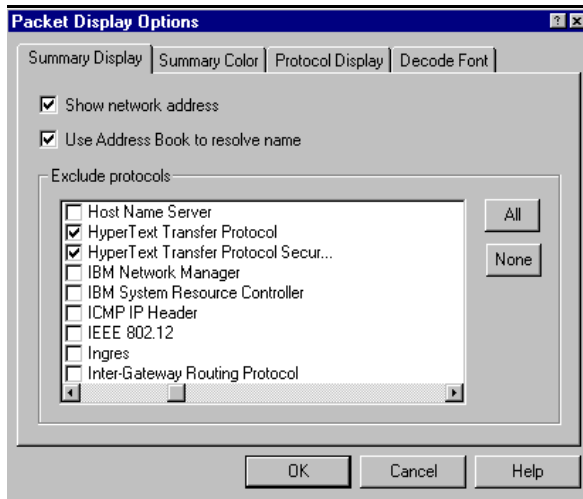 Packet Display Options
Summary Display Summary Color Protocol Display Decode Font
Show network address
Use Address Book to resolve name
Exclude protocols
Host Name Server
HyperText Transfer Protocol
HyperText Transfer Protocol Secur...
IBM Network Manager
IBM System Resource Controller
ICMP IP Header
IEEE 802.12
Ingres
Inter-Gateway Routing Protocol
All
None
OK Cancel Help